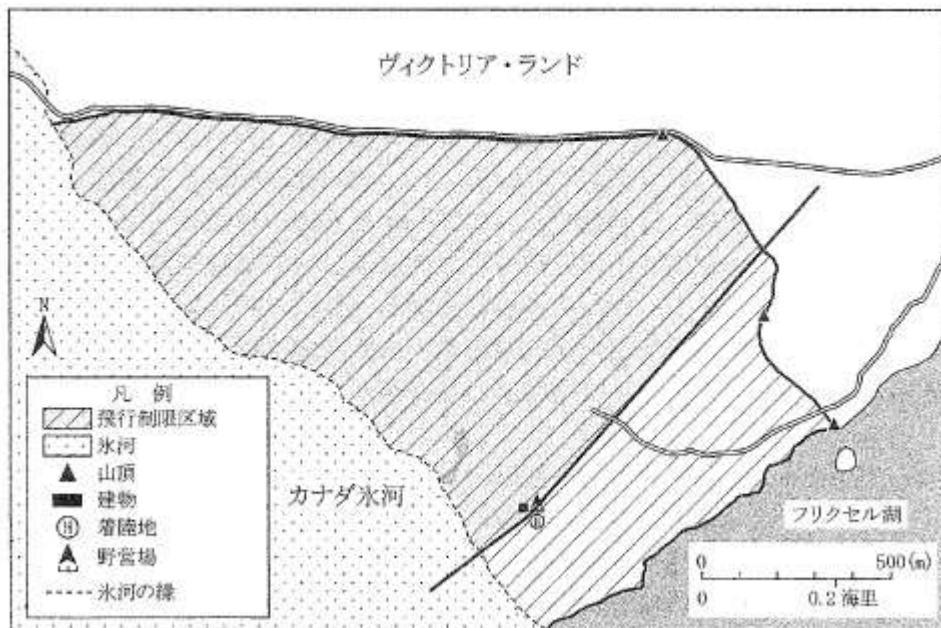 ヴィクトリア・ランド
N
凡例
飛行制限区域
氷河
山頂
建物
H 着陸地
野営場
氷河の縁
カナダ氷河
H
フリクセル湖
0 500(m)
0 0.2 海里